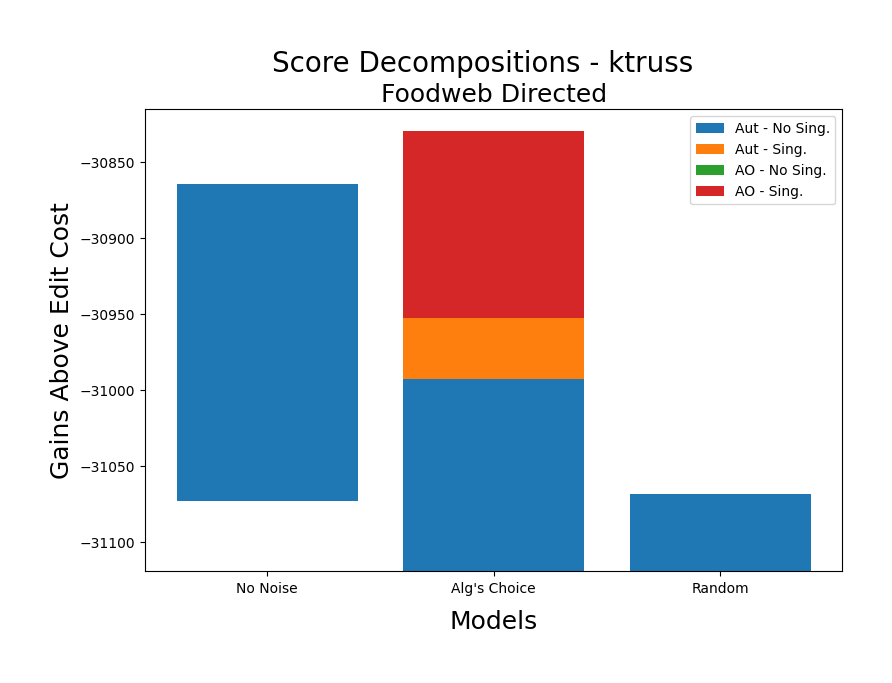 Score Decompositions - ktruss
Foodweb Directed
Aut - No Sing.
Aut - Sing.
AO - No Sing.
AO - Sing.
Gains Above Edit Cost
−30850
−30900
−30950
−31000
−31050
−31100
No Noise
Alg's Choice
Random
Models